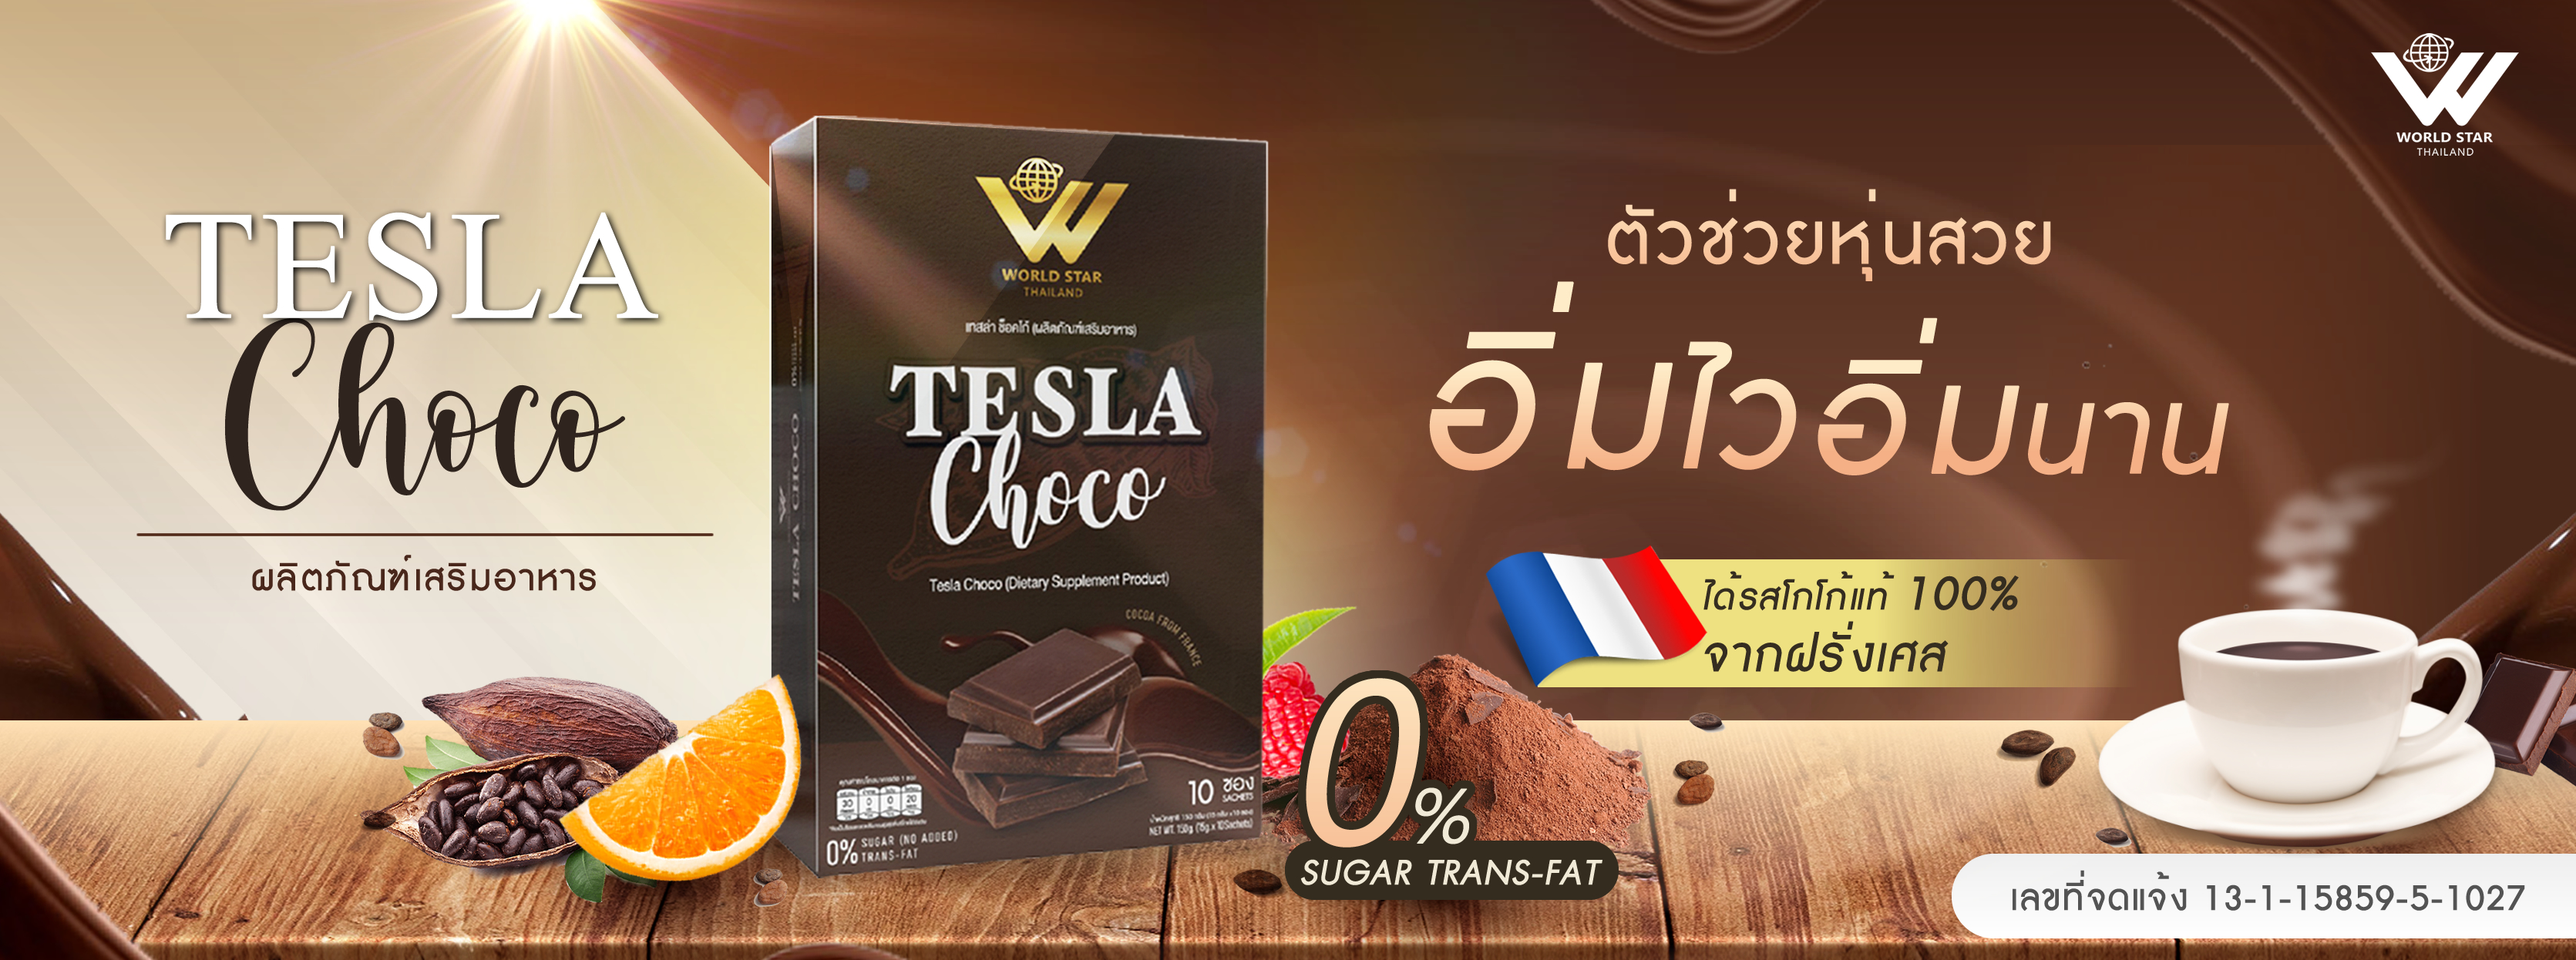 TESLA
Choco
ผลิตภัณฑ์เสริมอาหาร
WORLD STAR
THAILAND
เทสล่า ช็อคโก้ (ผลิตภัณฑ์เสริมอาหาร)
TESLA
Choco
Tesla Choco (Dietary Supplement Product)
COCOA FROM FRANCE
10 ซอง
SACHETS
NET WT. 150g (15g. x 10Sachets)
0% SUGAR (NO ADDED)
TRANS-FAT
TESLA CHOCO
WORLD STAR
THAILAND
ตัวช่วยหุ่นสวย
อิ่มไวอิ่มนาน
ได้รสโกโก้แท้ 100%
จากฝรั่งเศส
0%
SUGAR TRANS-FAT
เลขที่จดแจ้ง 13-1-15859-5-1027